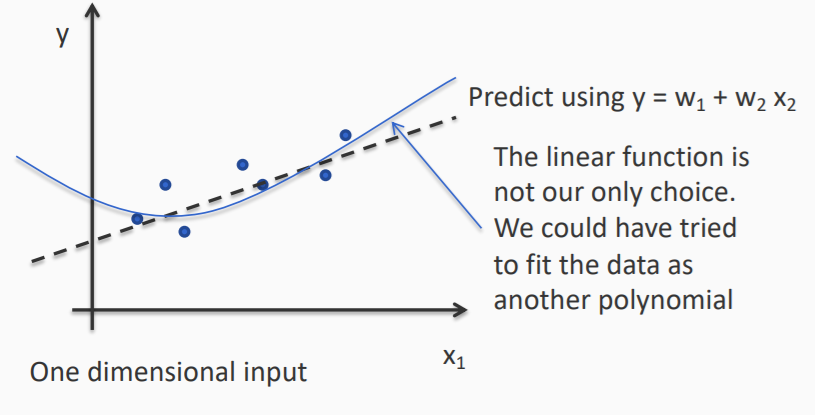 y
Predict using y = w₁ + w₂ x₂
The linear function is
not our only choice.
We could have tried
to fit the data as
another polynomial
x₁
One dimensional input